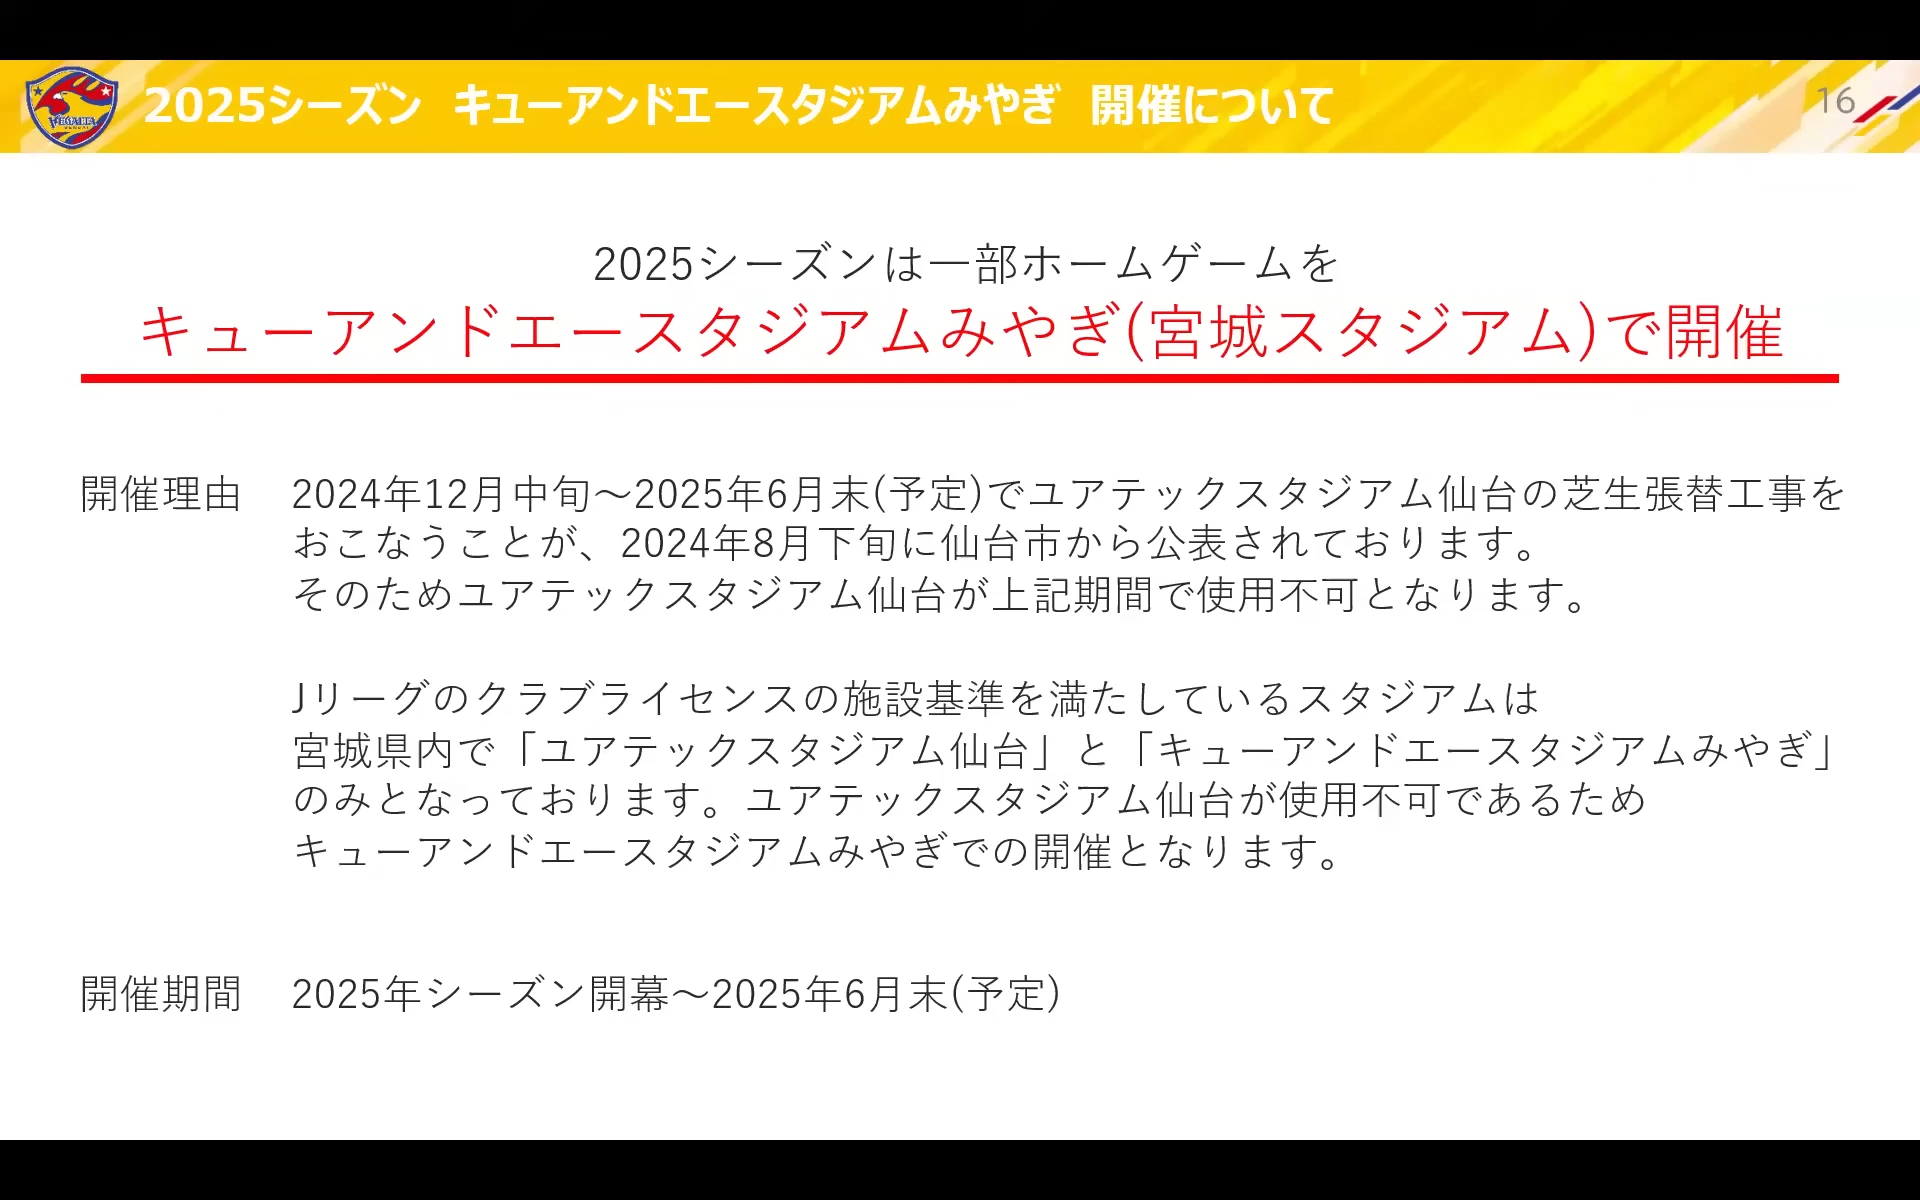 2025シーズン　キューアンドエースタジアムみやぎ　開催について
16
VEGALTA
2025シーズンは一部ホームゲームを
キューアンドエースタジアムみやぎ(宮城スタジアム)で開催
開催理由　2024年12月中旬～2025年6月末(予定)でユアテックスタジアム仙台の芝生張替工事を
おこなうことが、2024年8月下旬に仙台市から公表されております。
そのためユアテックスタジアム仙台が上記期間で使用不可となります。
Jリーグのクラブライセンスの施設基準を満たしているスタジアムは
宮城県内で「ユアテックスタジアム仙台」と「キューアンドエースタジアムみやぎ」
のみとなっております。ユアテックスタジアム仙台が使用不可であるため
キューアンドエースタジアムみやぎでの開催となります。
開催期間　2025年シーズン開幕～2025年6月末(予定)